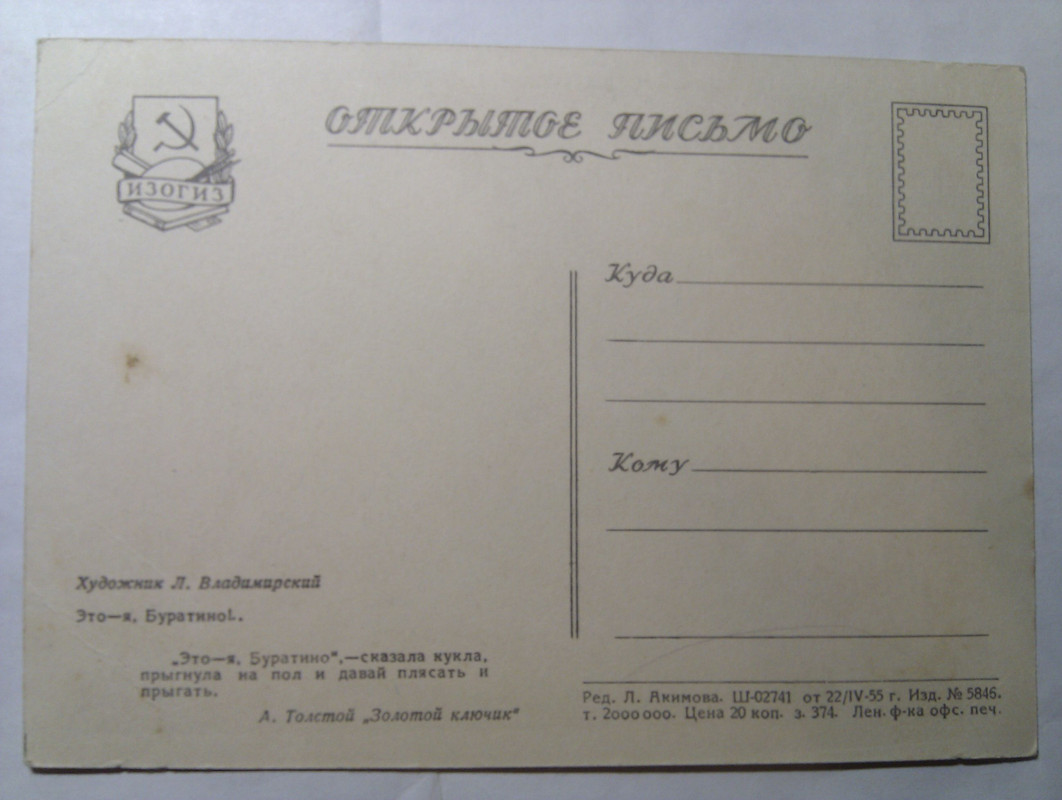 ОТКРЫТОЕ ПИСЬМО
ИЗОГИЗ
Куда
Кому
Художник Л. Владимирский
Это—я, Буратино!..
„Это—я, Буратино",—сказала кукла,
прыгнула на пол и давай плясать и
прыгать.
А. Толстой „Золотой ключик"
Ред. Л. Акимова. Ш-02741 от 22/IV-55 г. Изд. № 5846.
т. 2000000. Цена 20 коп. з. 374. Лен. ф-ка офс. печ.